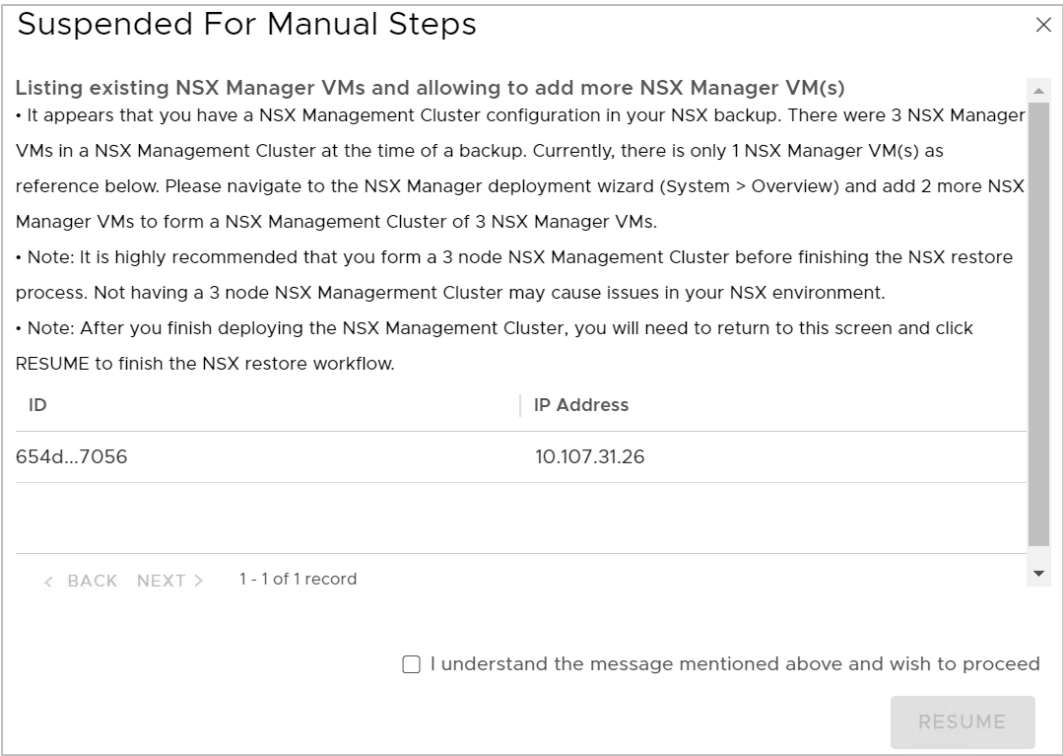 Suspended For Manual Steps
Listing existing NSX Manager VMs and allowing to add more NSX Manager VM(s)
• It appears that you have a NSX Management Cluster configuration in your NSX backup. There were 3 NSX Manager
VMs in a NSX Management Cluster at the time of a backup. Currently, there is only 1 NSX Manager VM(s) as
reference below. Please navigate to the NSX Manager deployment wizard (System > Overview) and add 2 more NSX
Manager VMs to form a NSX Management Cluster of 3 NSX Manager VMs.
• Note: It is highly recommended that you form a 3 node NSX Management Cluster before finishing the NSX restore
process. Not having a 3 node NSX Managerment Cluster may cause issues in your NSX environment.
• Note: After you finish deploying the NSX Management Cluster, you will need to return to this screen and click
RESUME to finish the NSX restore workflow.
ID IP Address
654d...7056 10.107.31.26
< BACK NEXT > 1 - 1 of 1 record
I understand the message mentioned above and wish to proceed
RESUME